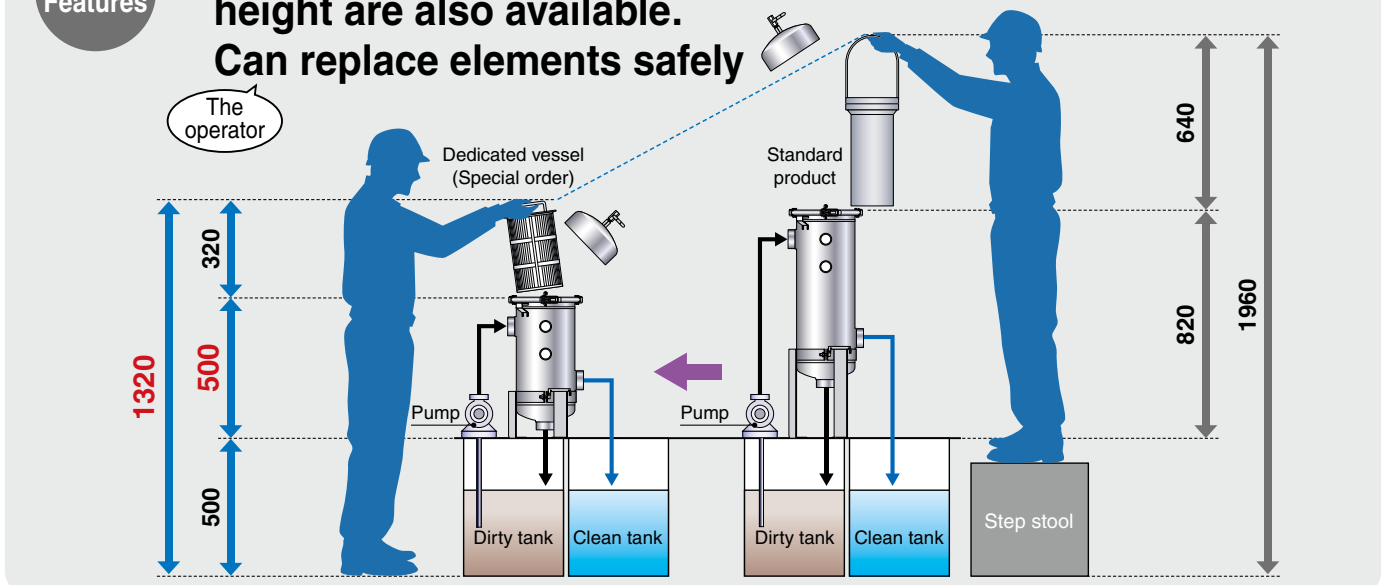 Features
height are also available.
Can replace elements safely
The
operator
Dedicated vessel
(Special order)
Standard
product
640
320
820
1960
500
1320
Pump
Pump
500
Dirty tank
Clean tank
Dirty tank
Clean tank
Step stool